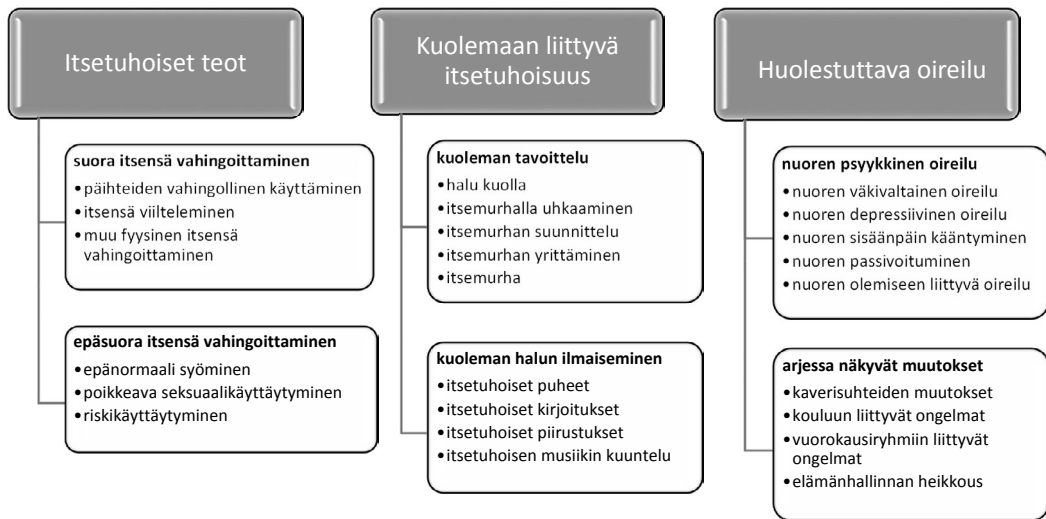 Itsetuhoiset teot
suora itsensä vahingoittaminen
•päihteiden vahingollinen käyttäminen
•itsensä viilteleminen
•muu fyysinen itsensä
vahingoittaminen
epäsuora itsensä vahingoittaminen
•epänormaali syöminen
•poikkeava seksuaalikäyttäytyminen
•riskikäyttäytyminen
Kuolemaan liittyvä
itsetuhoisuus
kuoleman tavoittelu
•halu kuolla
•itsemurhalla uhkaaminen
•itsemurhan suunnittelu
•itsemurhan yrittäminen
•itsemurha
kuoleman halun ilmaiseminen
•itsetuhoiset puheet
•itsetuhoiset kirjoitukset
•itsetuhoiset piirustukset
•itsetuhoisen musiikin kuuntelu
Huolestuttava oireilu
nuoren psyykkinen oireilu
•nuoren väkivaltainen oireilu
•nuoren depressiivinen oireilu
•nuoren sisäänpäin kääntyminen
•nuoren passivoituminen
•nuoren olemiseen liittyvä oireilu
arjessa näkyvät muutokset
•kaverisuhteiden muutokset
•kouluun liittyvät ongelmat
•vuorokausiryhmiin liittyvät
ongelmat
•elämänhallinnan heikkous